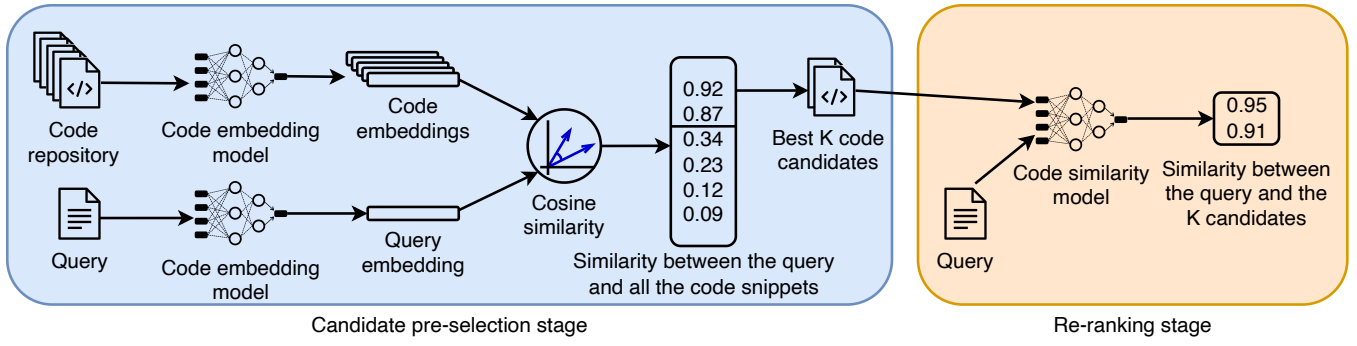 </>
Code
repository
Code embedding
model
Code
embeddings
Query
Code embedding
model
Query
embedding
Cosine
similarity
0.92
0.87
0.34
0.23
0.12
0.09
Similarity between the query
and all the code snippets
</>
Best K code
candidates
Candidate pre-selection stage
Query
Code similarity
model
0.95
0.91
Similarity between
the query and the
K candidates
Re-ranking stage